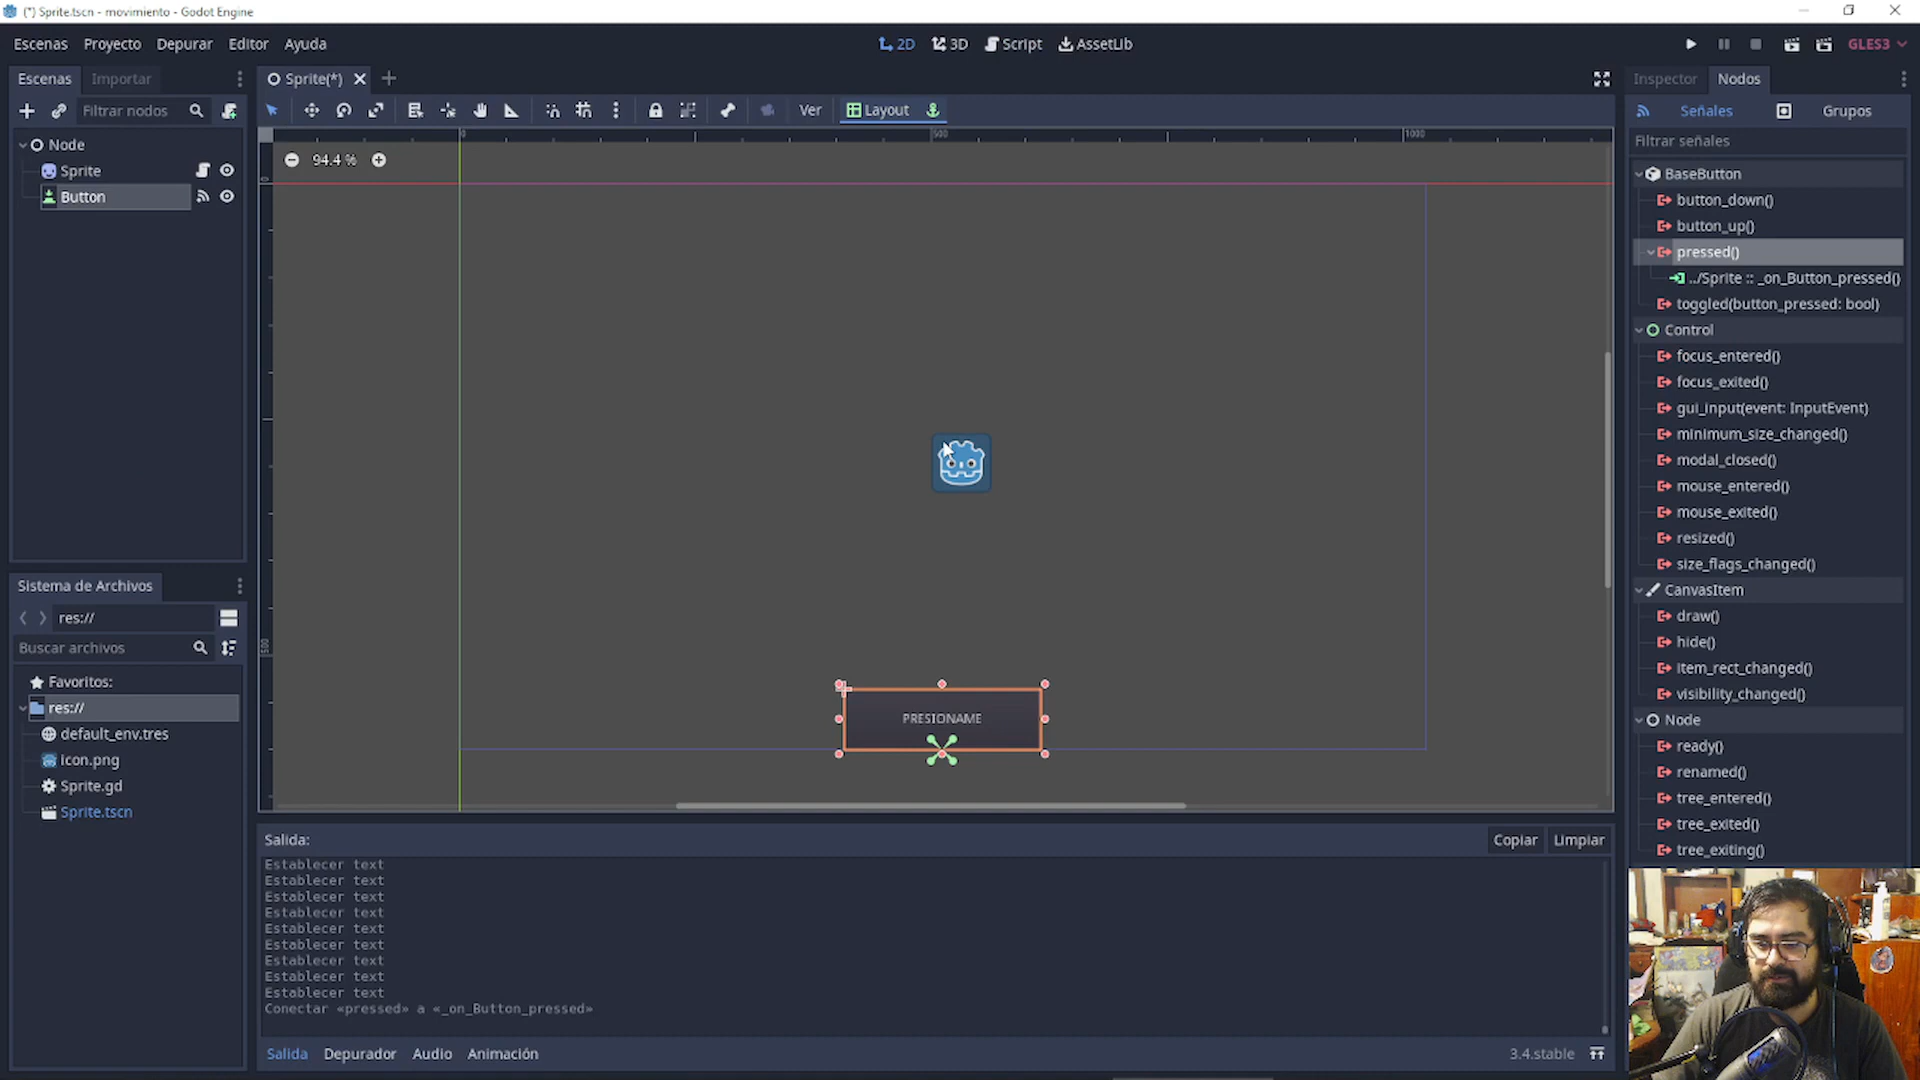 (*) Sprite.tscn - movimiento - Godot Engine
Escenas Proyecto Depurar Editor Ayuda
2D 3D Script AssetLib
GLES3
Escenas Importar
Sprite(*)
Inspector Nodos
Filtrar nodos
Ver Layout
Señales Grupos
Filtrar señales
Node
Sprite
Button
94.4 %
0
500
1000
0
500
PRESIONAME
BaseButton
button_down()
button_up()
pressed()
../Sprite :: _on_Button_pressed()
toggled(button_pressed: bool)
Control
focus_entered()
focus_exited()
gui_input(event: InputEvent)
minimum_size_changed()
modal_closed()
mouse_entered()
mouse_exited()
resized()
size_flags_changed()
CanvasItem
draw()
hide()
item_rect_changed()
visibility_changed()
Node
ready()
renamed()
tree_entered()
tree_exited()
tree_exiting()
Sistema de Archivos
res://
Buscar archivos
Favoritos:
res://
default_env.tres
icon.png
Sprite.gd
Sprite.tscn
Salida:
Copiar Limpiar
Establecer text
Establecer text
Establecer text
Establecer text
Establecer text
Establecer text
Establecer text
Establecer text
Establecer text
Conectar «pressed» a «_on_Button_pressed»
Salida Depurador Audio Animación
3.4.stable